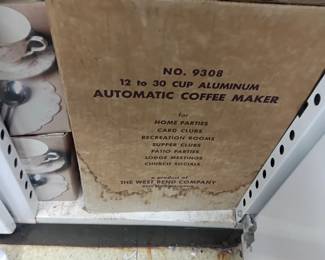 NO. 9308
12 to 30 CUP ALUMINUM
AUTOMATIC COFFEE MAKER
for
HOME PARTIES
CARD CLUBS
RECREATION ROOMS
SUPPER CLUBS
PATIO PARTIES
LODGE MEETINGS
CHURCH SOCIALS
a product of
THE WEST BEND COMPANY